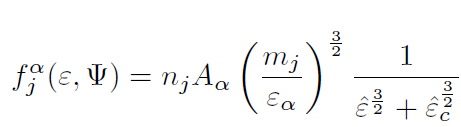 f_j^α(ε, Ψ) = n_j A_α (m_j / ε_α)^{3/2} 1 / (ε̂^{3/2} + ε̂_c^{3/2})